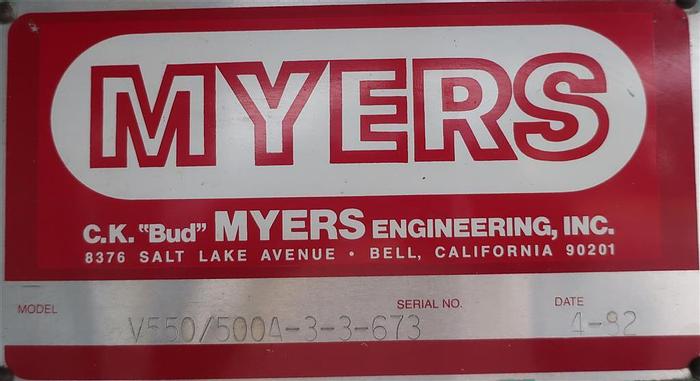 MYERS
C.K. "Bud" MYERS ENGINEERING, INC.
8376 SALT LAKE AVENUE • BELL, CALIFORNIA 90201
MODEL SERIAL NO. DATE
V550/500A-3-3-673 4-92